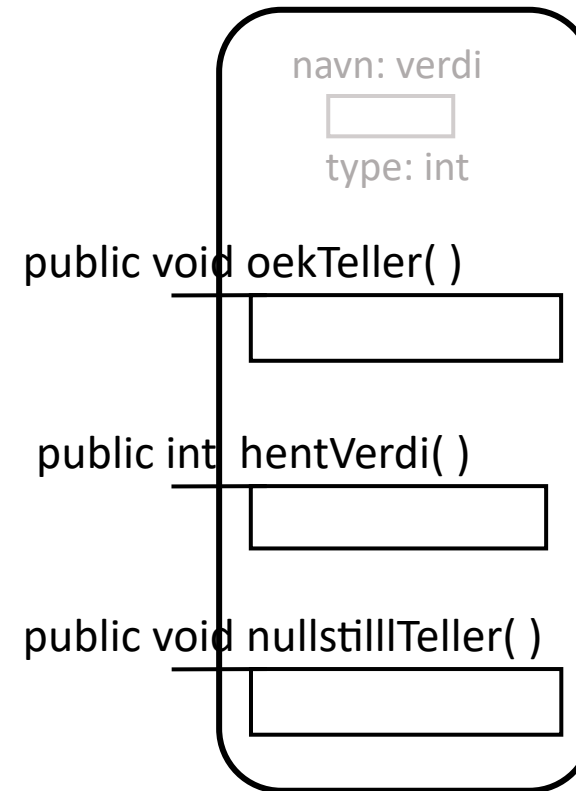 navn: verdi
type: int
public void oekTeller( )
public int hentVerdi( )
public void nullstilllTeller( )